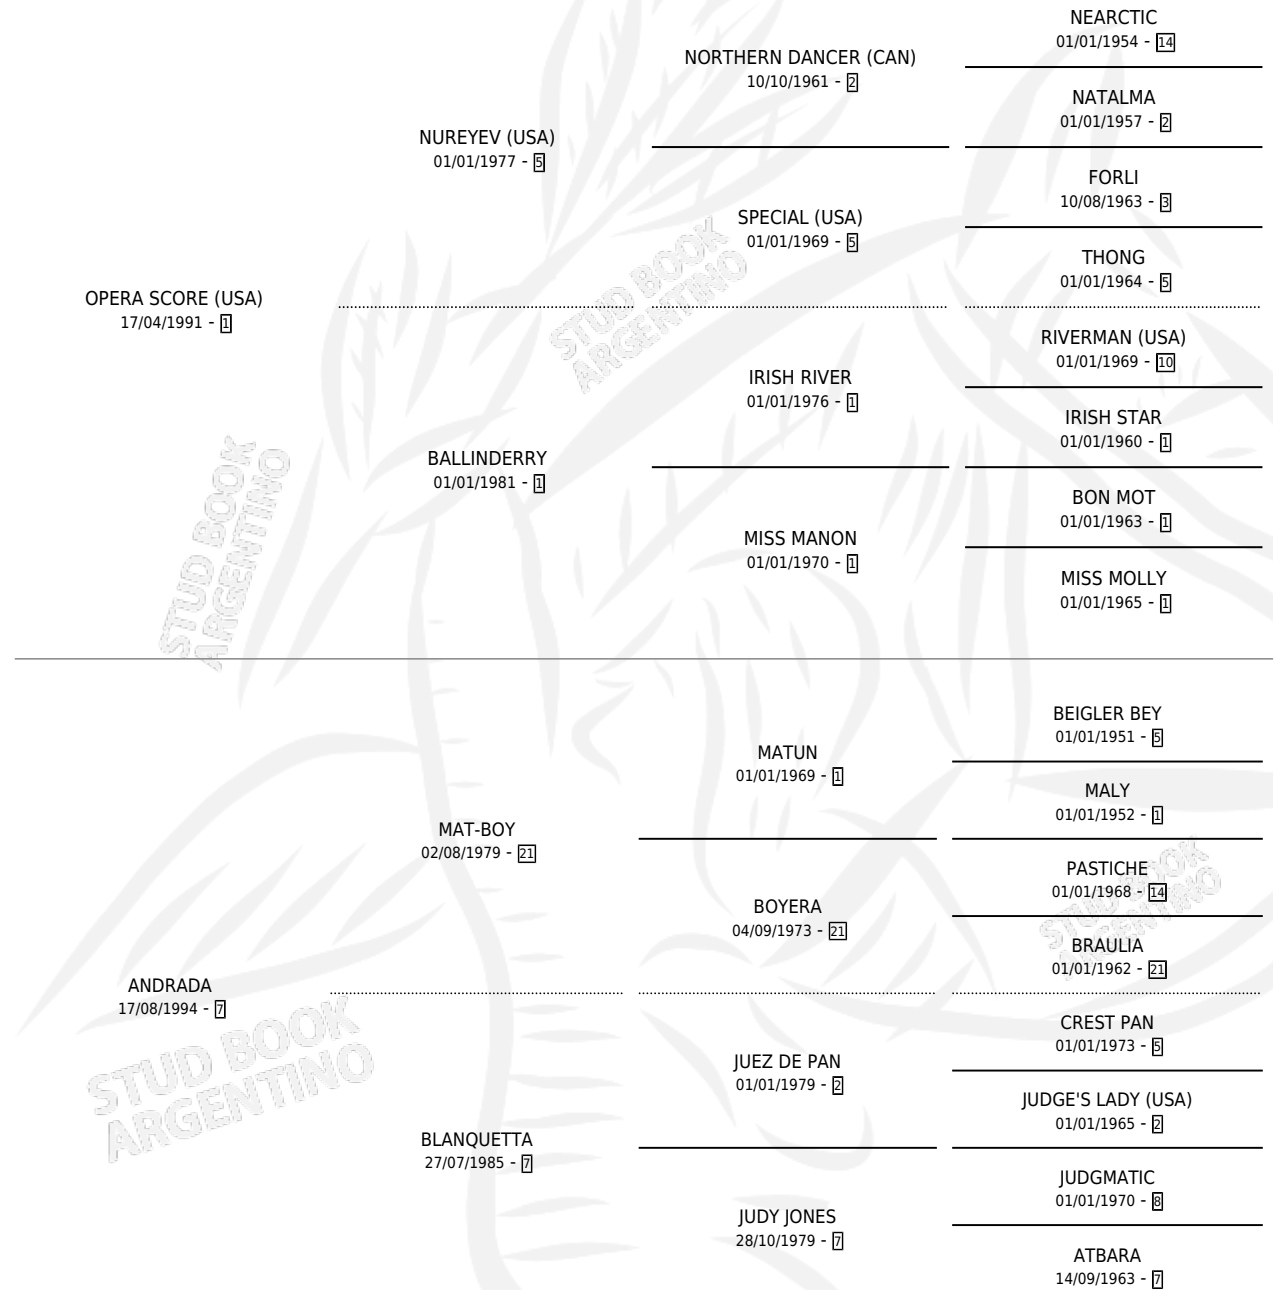 NEARCTIC
01/01/1954 - 14
NORTHERN DANCER (CAN)
10/10/1961 - 2
NATALMA
01/01/1957 - 2
NUREYEV (USA)
01/01/1977 - 5
FORLI
10/08/1963 - 3
SPECIAL (USA)
01/01/1969 - 5
THONG
01/01/1964 - 5
OPERA SCORE (USA)
17/04/1991 - 1
RIVERMAN (USA)
01/01/1969 - 10
IRISH RIVER
01/01/1976 - 1
IRISH STAR
01/01/1960 - 1
BALLINDERRY
01/01/1981 - 1
BON MOT
01/01/1963 - 1
MISS MANON
01/01/1970 - 1
MISS MOLLY
01/01/1965 - 1
BEIGLER BEY
01/01/1951 - 5
MATUN
01/01/1969 - 1
MALY
01/01/1952 - 1
MAT-BOY
02/08/1979 - 21
PASTICHE
01/01/1968 - 14
BOYERA
04/09/1973 - 21
BRAULIA
01/01/1962 - 21
ANDRADA
17/08/1994 - 7
CREST PAN
01/01/1973 - 5
JUEZ DE PAN
01/01/1979 - 2
JUDGE'S LADY (USA)
01/01/1965 - 2
BLANQUETTA
27/07/1985 - 7
JUDGMATIC
01/01/1970 - 8
JUDY JONES
28/10/1979 - 7
ATBARA
14/09/1963 - 7
STUD BOOK
ARGENTINO
STUD BOOK
ARGENTINO
STUD BOOK
ARGENTINO
STUD BOOK
ARGENTINO